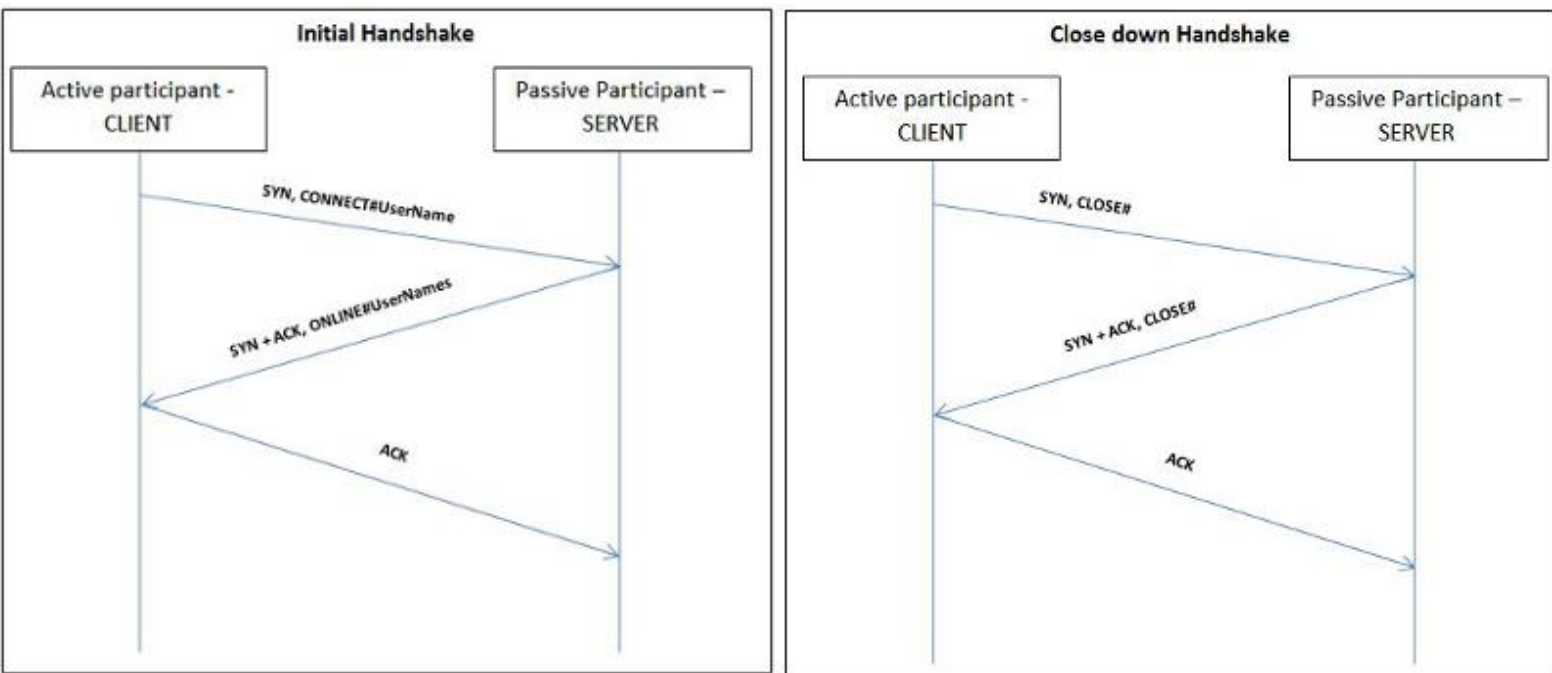 Initial Handshake
Active participant -
CLIENT
Passive Participant –
SERVER
SYN, CONNECT#UserName
SYN + ACK, ONLINE#UserNames
ACK
Close down Handshake
Active participant -
CLIENT
Passive Participant –
SERVER
SYN, CLOSE#
SYN + ACK, CLOSE#
ACK